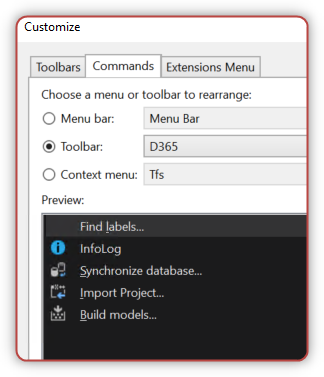 Customize
Toolbars Commands Extensions Menu
Choose a menu or toolbar to rearrange:
Menu bar: Menu Bar
Toolbar: D365
Context menu: Tfs
Preview:
Find labels...
InfoLog
Synchronize database...
Import Project...
Build models...